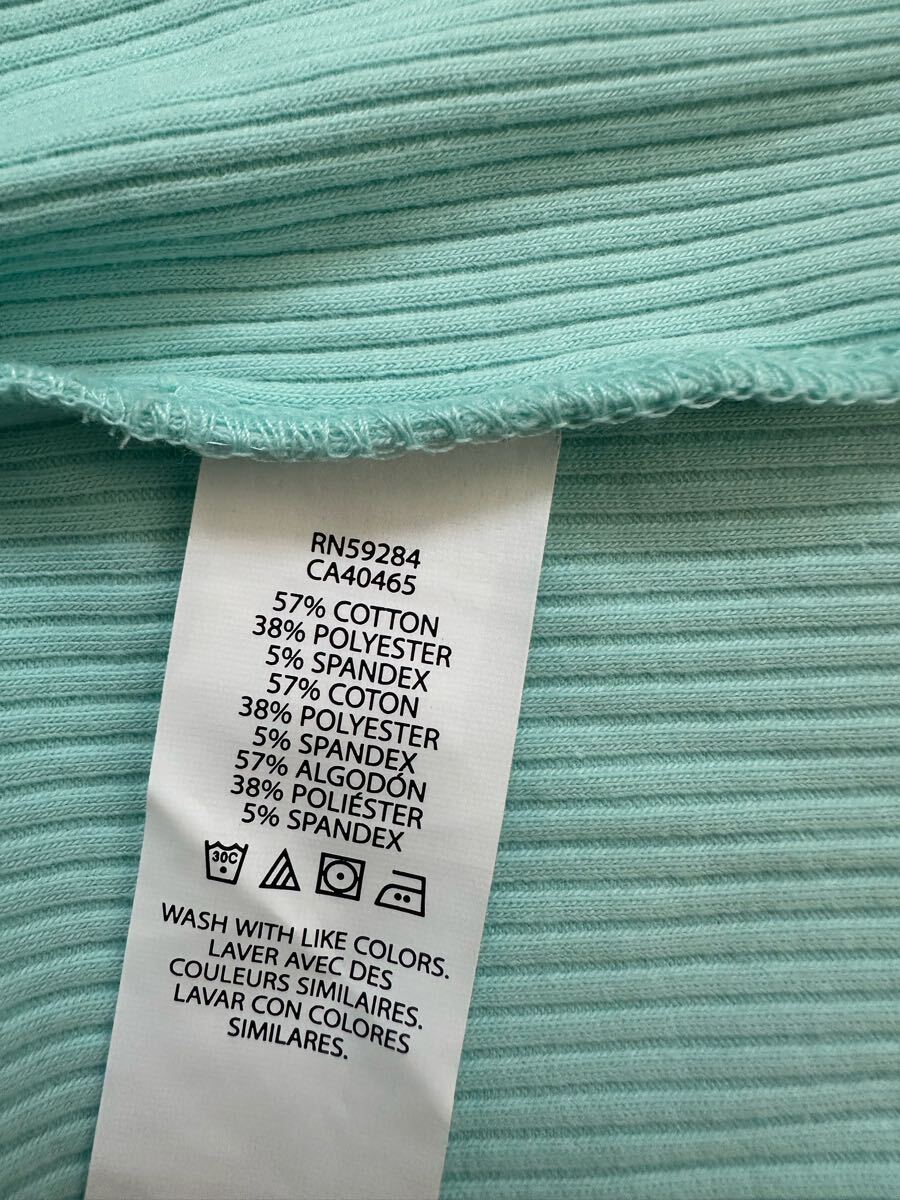 RN59284
CA40465
57% COTTON
38% POLYESTER
5% SPANDEX
57% COTON
38% POLYESTER
5% SPANDEX
57% ALGODÓN
38% POLIÉSTER
5% SPANDEX
30C
WASH WITH LIKE COLORS.
LAVER AVEC DES
COULEURS SIMILAIRES.
LAVAR CON COLORES
SIMILARES.